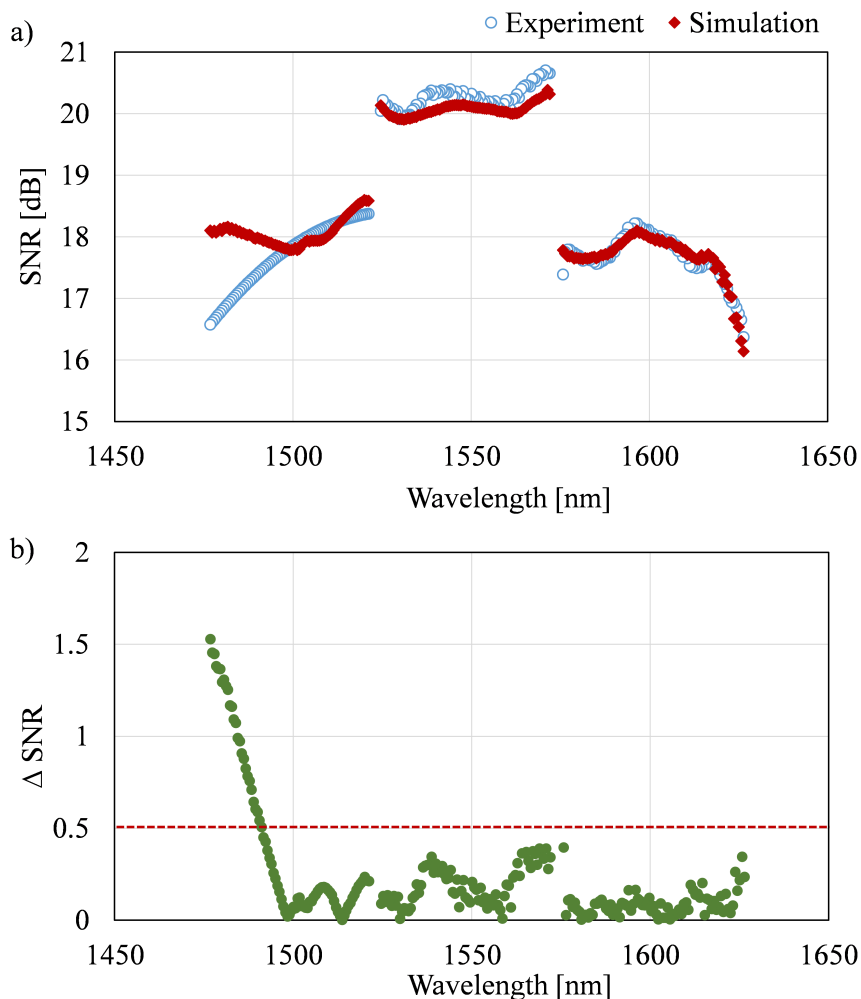 a)
Experiment Simulation
21
20
19
18
17
16
15
SNR [dB]
1450 1500 1550 1600 1650
Wavelength [nm]
b)
2
1.5
1
0.5
0
Δ SNR
1450 1500 1550 1600 1650
Wavelength [nm]